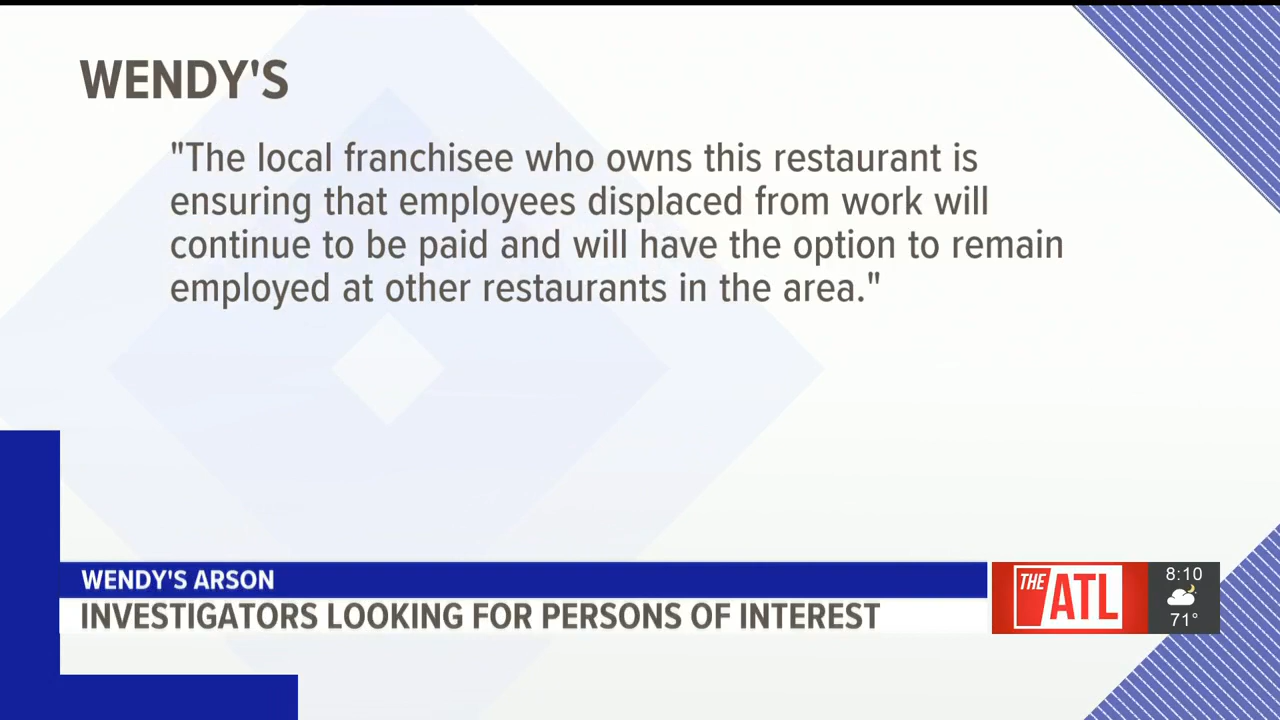 WENDY'S
"The local franchisee who owns this restaurant is
ensuring that employees displaced from work will
continue to be paid and will have the option to remain
employed at other restaurants in the area."
WENDY'S ARSON
INVESTIGATORS LOOKING FOR PERSONS OF INTEREST
THE ATL
8:10
71°